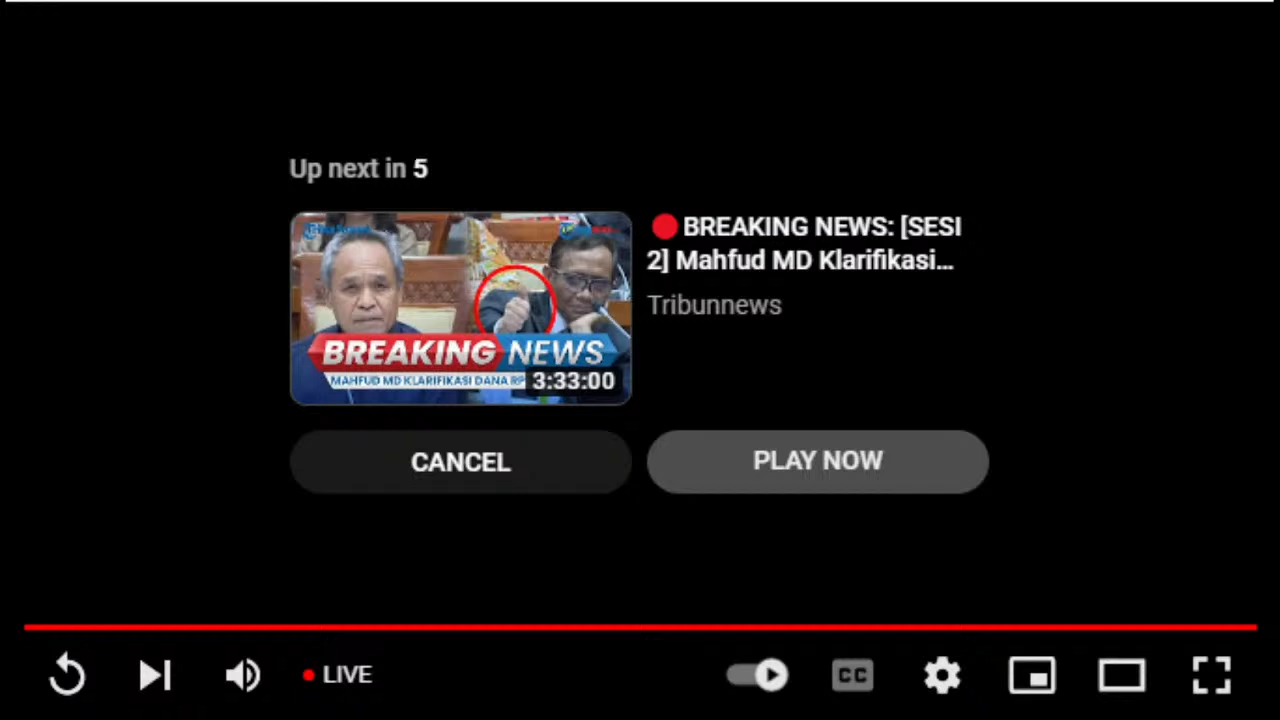 Up next in 5
BREAKING NEWS: [SESI
2] Mahfud MD Klarifikasi...
Tribunnews
BREAKING NEWS
MAHFUD MD KLARIFIKASI DANA RP
3:33:00
CANCEL
PLAY NOW
LIVE
CC